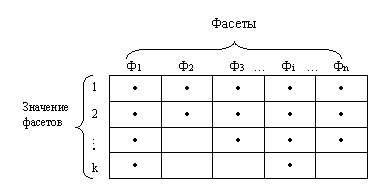 Фасеты
Ф1 Ф2 Ф3 ... Фi ... Фn
1
Значение
фасетов
2
⋮
k